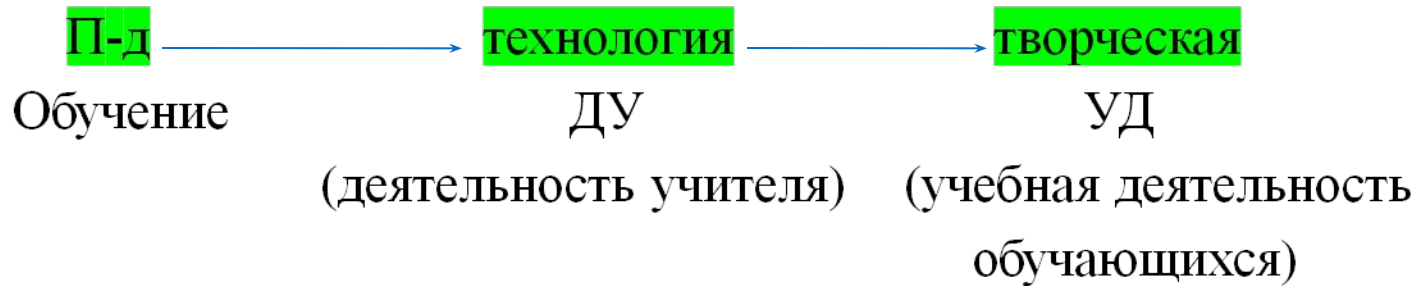 П-д технология творческая
Обучение ДУ УД
(деятельность учителя) (учебная деятельность
обучающихся)